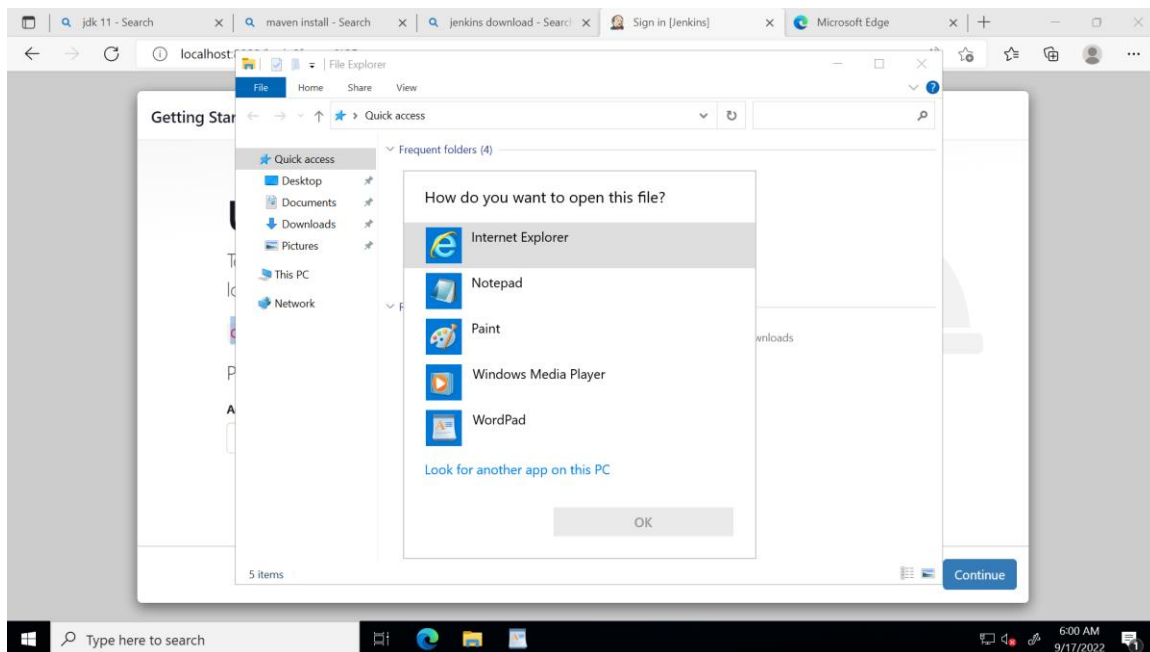 jdk 11 - Search
maven install - Search
jenkins download - Searc
Sign in [Jenkins]
Microsoft Edge
localhost:
File Explorer
File Home Share View
Getting Star
Quick access
Quick access
Desktop
Documents
Downloads
Pictures
This PC
Network
Frequent folders (4)
How do you want to open this file?
Internet Explorer
Notepad
Paint
Windows Media Player
WordPad
Look for another app on this PC
OK
wnloads
5 items
Continue
Type here to search
6:00 AM
9/17/2022